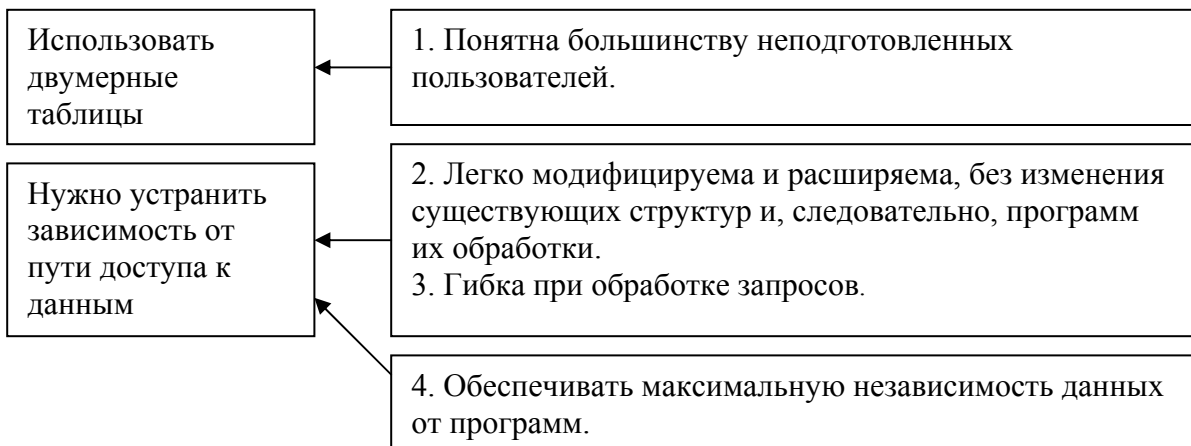 Использовать
двумерные
таблицы
1. Понятна большинству неподготовленных
пользователей.
Нужно устранить
зависимость от
пути доступа к
данным
2. Легко модифицируема и расширяема, без изменения
существующих структур и, следовательно, программ
их обработки.
3. Гибка при обработке запросов.
4. Обеспечивать максимальную независимость данных
от программ.